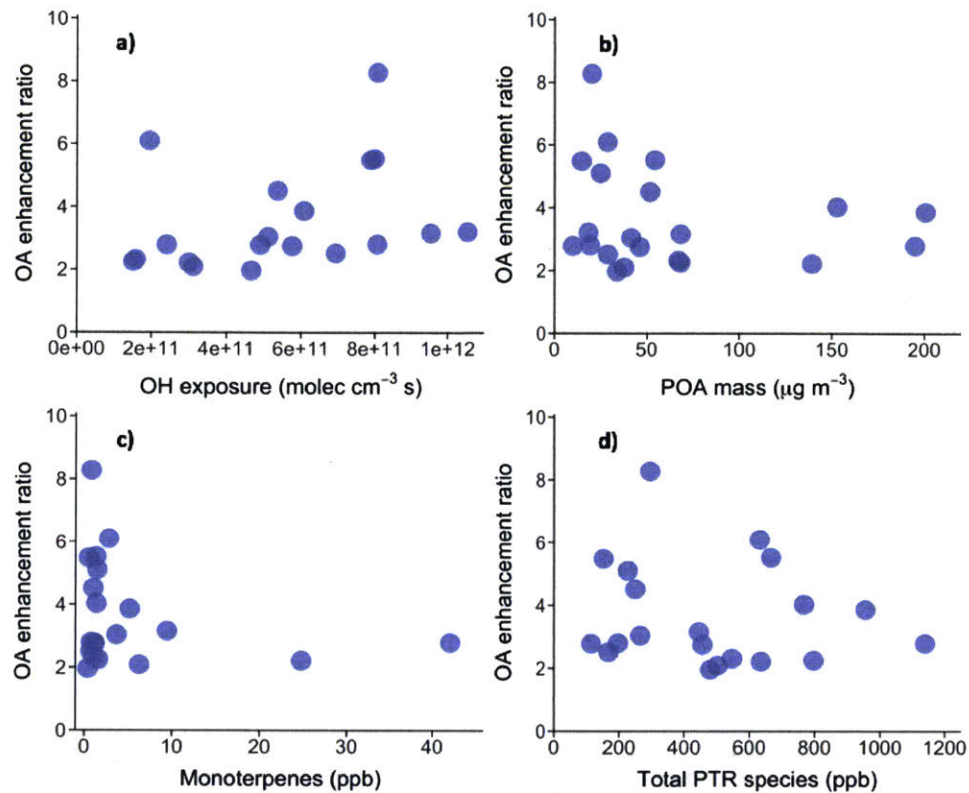 a)
OA enhancement ratio
10
8
6
4
2
0
0e+00 2e+11 4e+11 6e+11 8e+11 1e+12
OH exposure (molec cm⁻³ s)
b)
OA enhancement ratio
10
8
6
4
2
0
0 50 100 150 200
POA mass (μg m⁻³)
c)
OA enhancement ratio
10
8
6
4
2
0
0 10 20 30 40
Monoterpenes (ppb)
d)
OA enhancement ratio
10
8
6
4
2
0
0 200 400 600 800 1000 1200
Total PTR species (ppb)